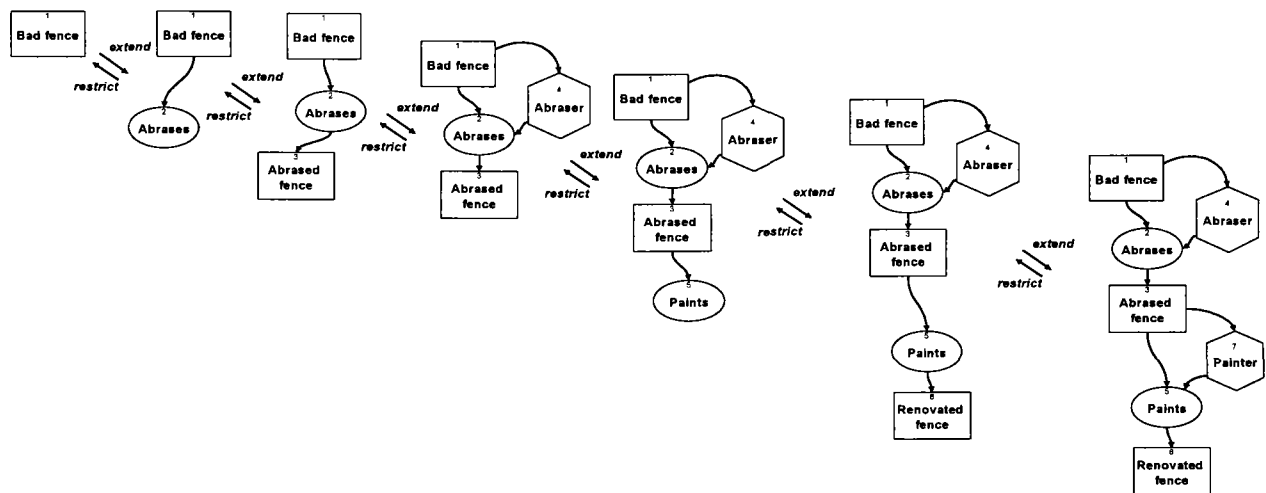 1
Bad fence
extend
restrict
1
Bad fence
2
Abrases
extend
restrict
1
Bad fence
2
Abrases
3
Abrased
fence
extend
restrict
1
Bad fence
4
Abraser
2
Abrases
3
Abrased
fence
extend
restrict
1
Bad fence
4
Abraser
2
Abrases
3
Abrased
fence
5
Paints
extend
restrict
1
Bad fence
4
Abraser
2
Abrases
3
Abrased
fence
5
Paints
6
Renovated
fence
extend
restrict
1
Bad fence
4
Abraser
2
Abrases
3
Abrased
fence
7
Painter
5
Paints
6
Renovated
fence